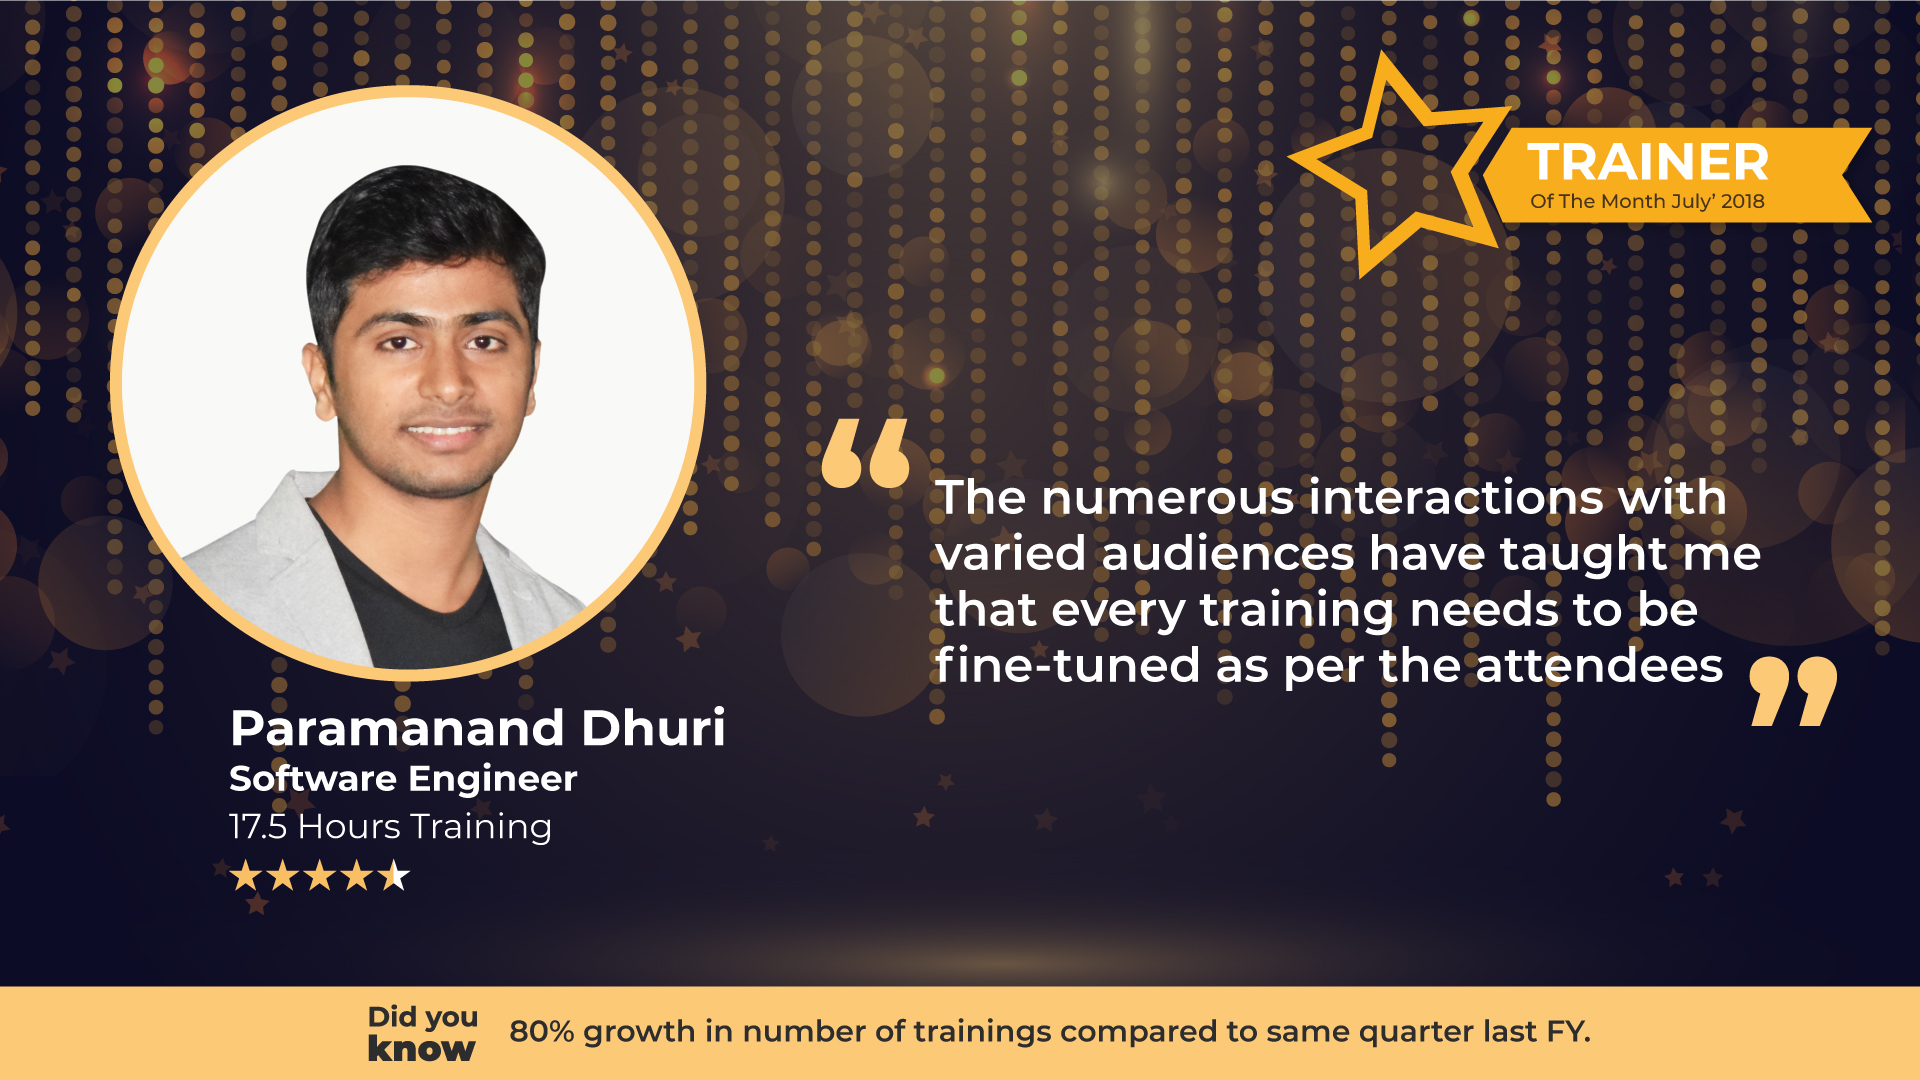 TRAINER
Of The Month July’ 2018
“
The numerous interactions with
varied audiences have taught me
that every training needs to be
fine-tuned as per the attendees
”
Paramanand Dhuri
Software Engineer
17.5 Hours Training
Did you
know
80% growth in number of trainings compared to same quarter last FY.